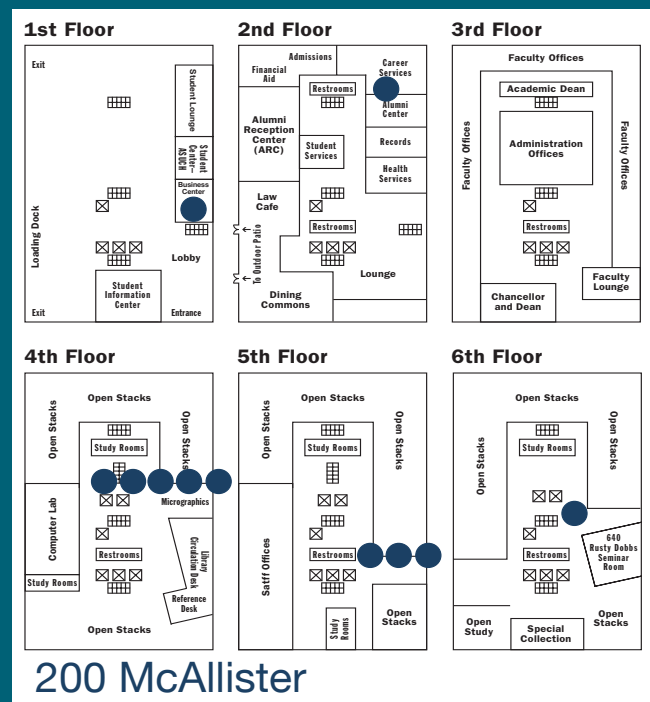 1st Floor
Exit
Student Lounge
Student
Center–
ASUCH
Business
Center
Loading Dock
Lobby
Student
Information
Center
Exit
Entrance
2nd Floor
Admissions
Financial
Aid
Career
Services
Restrooms
Alumni
Center
Alumni
Reception
Center
(ARC)
Student
Services
Records
Health
Services
Law
Cafe
Restrooms
To Outdoor Patio
Lounge
Dining
Commons
3rd Floor
Faculty Offices
Academic Dean
Faculty Offices
Administration
Offices
Faculty Offices
Restrooms
Faculty
Lounge
Chancellor
and Dean
4th Floor
Open Stacks
Open Stacks
Open Stacks
Study Rooms
Micrographics
Computer Lab
Library
Circulation Desk
Restrooms
Study Rooms
Reference
Desk
Open Stacks
5th Floor
Open Stacks
Open Stacks
Open Stacks
Study Rooms
Satff Offices
Restrooms
Study
Rooms
Open
Stacks
6th Floor
Open Stacks
Open Stacks
Open Stacks
Study Rooms
640
Rusty Dobbs
Seminar
Room
Restrooms
Open
Study
Special
Collection
Open
Stacks
200 McAllister